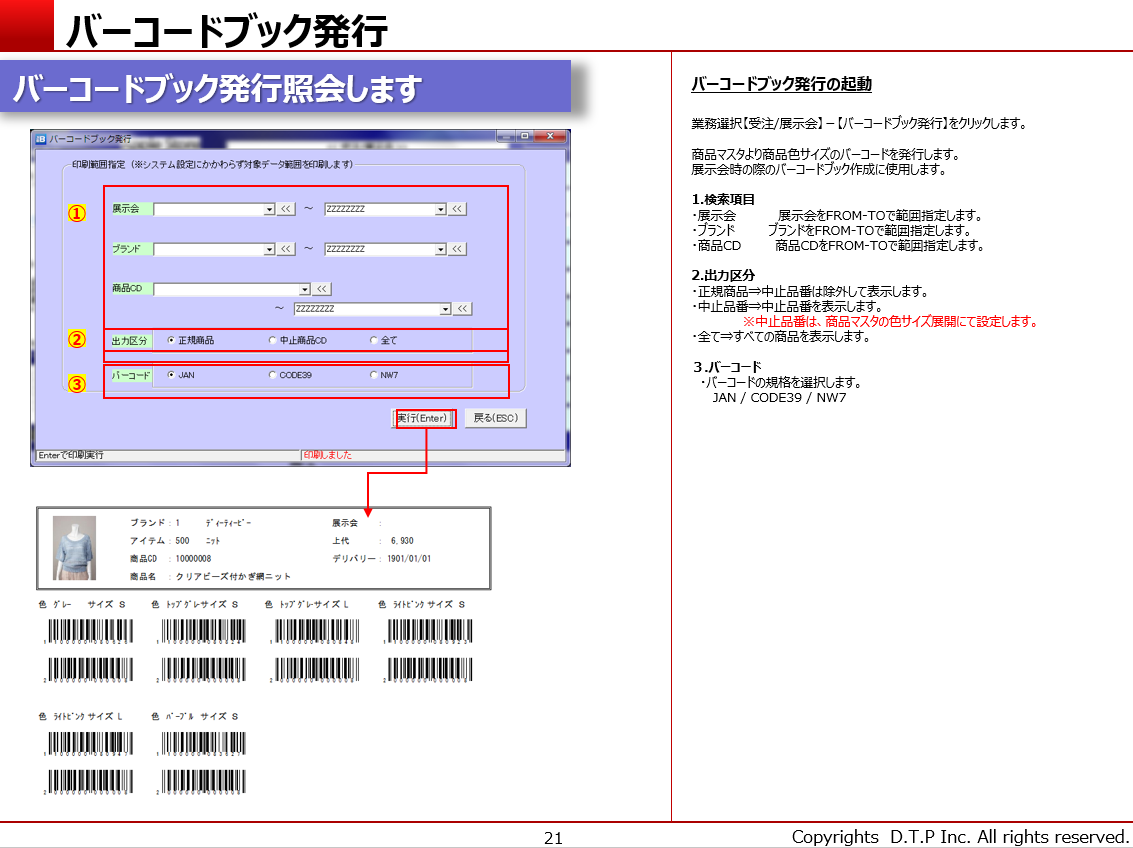 バーコードブック発行
バーコードブック発行照会します
バーコードブック発行
印刷範囲指定（※システム設定にかかわらず対象データ範囲を印刷します）
①
展示会 << ～ ZZZZZZZZ <<
ブランド << ～ ZZZZZZZZ <<
商品CD <<
～ ZZZZZZZZ <<
②
出力区分 正規商品 中止商品CD 全て
③
バーコード JAN CODE39 NW7
実行(Enter) 戻る(ESC)
Enterで印刷実行 印刷しました
ブランド : 1 ﾃﾞｨｰﾃｨｰﾋﾟｰ 展示会 :
アイテム : 500 ﾆｯﾄ 上代 : 6,930
商品CD : 10000008 デリバリー : 1901/01/01
商品名 : クリアビーズ付かぎ網ニット
色 ｸﾞﾚｰ サイズ S 色 ﾄｯﾌﾟｸﾞﾚｰサイズ S 色 ﾄｯﾌﾟｸﾞﾚｰサイズ L 色 ﾗｲﾄﾋﾟﾝｸ サイズ S
色 ﾗｲﾄﾋﾟﾝｸ サイズ L 色 ﾊﾟｰﾌﾟﾙ サイズ S
バーコードブック発行の起動
業務選択【受注/展示会】－【バーコードブック発行】をクリックします。
商品マスタより商品色サイズのバーコードを発行します。
展示会時の際のバーコードブック作成に使用します。
1.検索項目
・展示会 展示会をFROM-TOで範囲指定します。
・ブランド ブランドをFROM-TOで範囲指定します。
・商品CD 商品CDをFROM-TOで範囲指定します。
2.出力区分
・正規商品⇒中止品番は除外して表示します。
・中止品番⇒中止品番を表示します。
※中止品番は、商品マスタの色サイズ展開にて設定します。
・全て⇒すべての商品を表示します。
３.バーコード
・バーコードの規格を選択します。
JAN / CODE39 / NW7
21
Copyrights D.T.P Inc. All rights reserved.